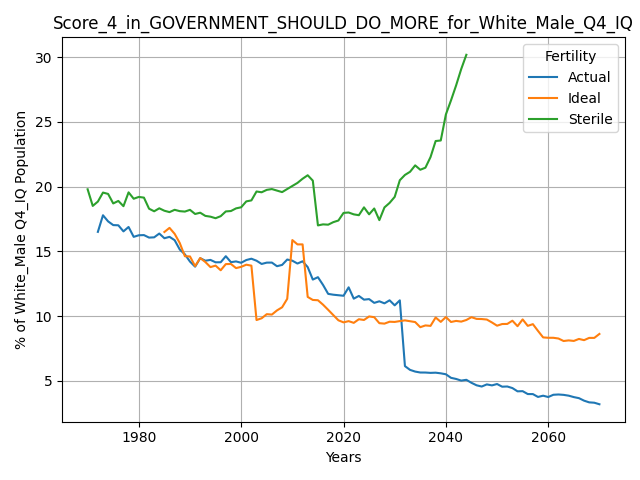 Score_4_in_GOVERNMENT_SHOULD_DO_MORE_for_White_Male_Q4_IQ
Fertility
Actual
Ideal
Sterile
% of White_Male Q4_IQ Population
30
25
20
15
10
5
1980 2000 2020 2040 2060
Years